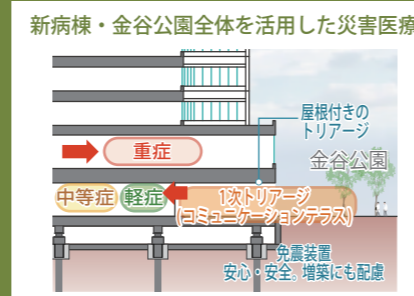 新病棟・金谷公園全体を活用した災害医療
屋根付きの
トリアージ
重症
金谷公園
中等症
軽症
1次トリアージ
(コミュニケーションテラス)
免震装置
安心・安全。増築にも配慮